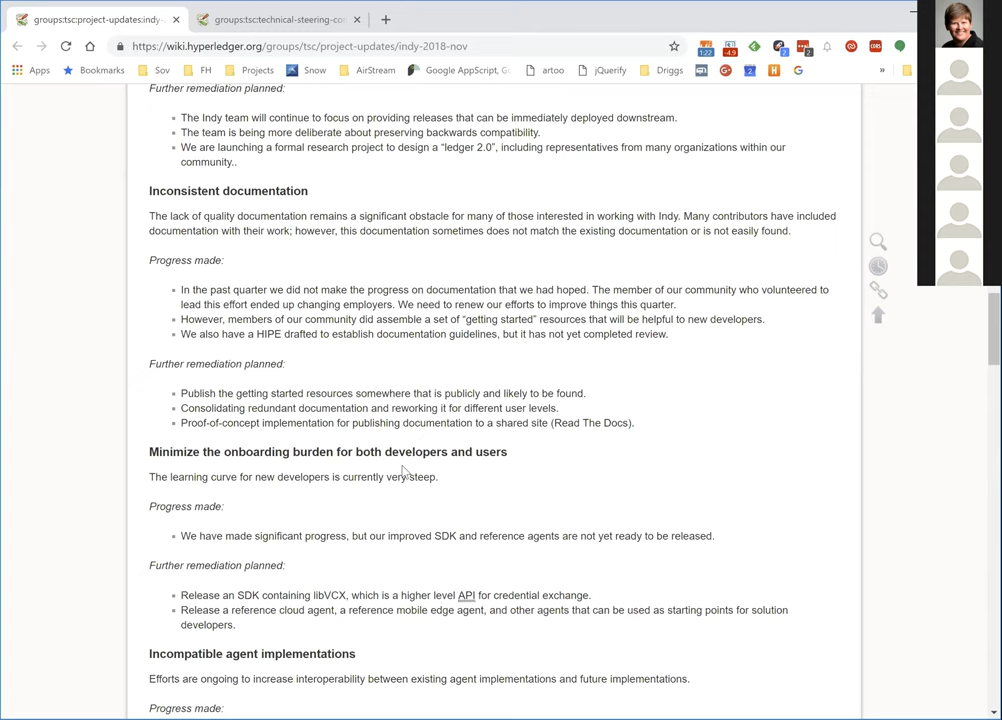 groups:tsc:project-updates:indy-
groups:tsc:technical-steering-co
https://wiki.hyperledger.org/groups/tsc/project-updates/indy-2018-nov
1:22
-4.9
2
2
CORS
Apps
Bookmarks
Sov
FH
Projects
Snow
AirStream
Google AppScript, G
artoo
jQuerify
Driggs
2
»
Further remediation planned:
The Indy team will continue to focus on providing releases that can be immediately deployed downstream.
The team is being more deliberate about preserving backwards compatibility.
We are launching a formal research project to design a “ledger 2.0”, including representatives from many organizations within our
community..
Inconsistent documentation
The lack of quality documentation remains a significant obstacle for many of those interested in working with Indy. Many contributors have included
documentation with their work; however, this documentation sometimes does not match the existing documentation or is not easily found.
Progress made:
In the past quarter we did not make the progress on documentation that we had hoped. The member of our community who volunteered to
lead this effort ended up changing employers. We need to renew our efforts to improve things this quarter.
However, members of our community did assemble a set of “getting started” resources that will be helpful to new developers.
We also have a HIPE drafted to establish documentation guidelines, but it has not yet completed review.
Further remediation planned:
Publish the getting started resources somewhere that is publicly and likely to be found.
Consolidating redundant documentation and reworking it for different user levels.
Proof-of-concept implementation for publishing documentation to a shared site (Read The Docs).
Minimize the onboarding burden for both developers and users
The learning curve for new developers is currently very steep.
Progress made:
We have made significant progress, but our improved SDK and reference agents are not yet ready to be released.
Further remediation planned:
Release an SDK containing libVCX, which is a higher level API for credential exchange.
Release a reference cloud agent, a reference mobile edge agent, and other agents that can be used as starting points for solution
developers.
Incompatible agent implementations
Efforts are ongoing to increase interoperability between existing agent implementations and future implementations.
Progress made: